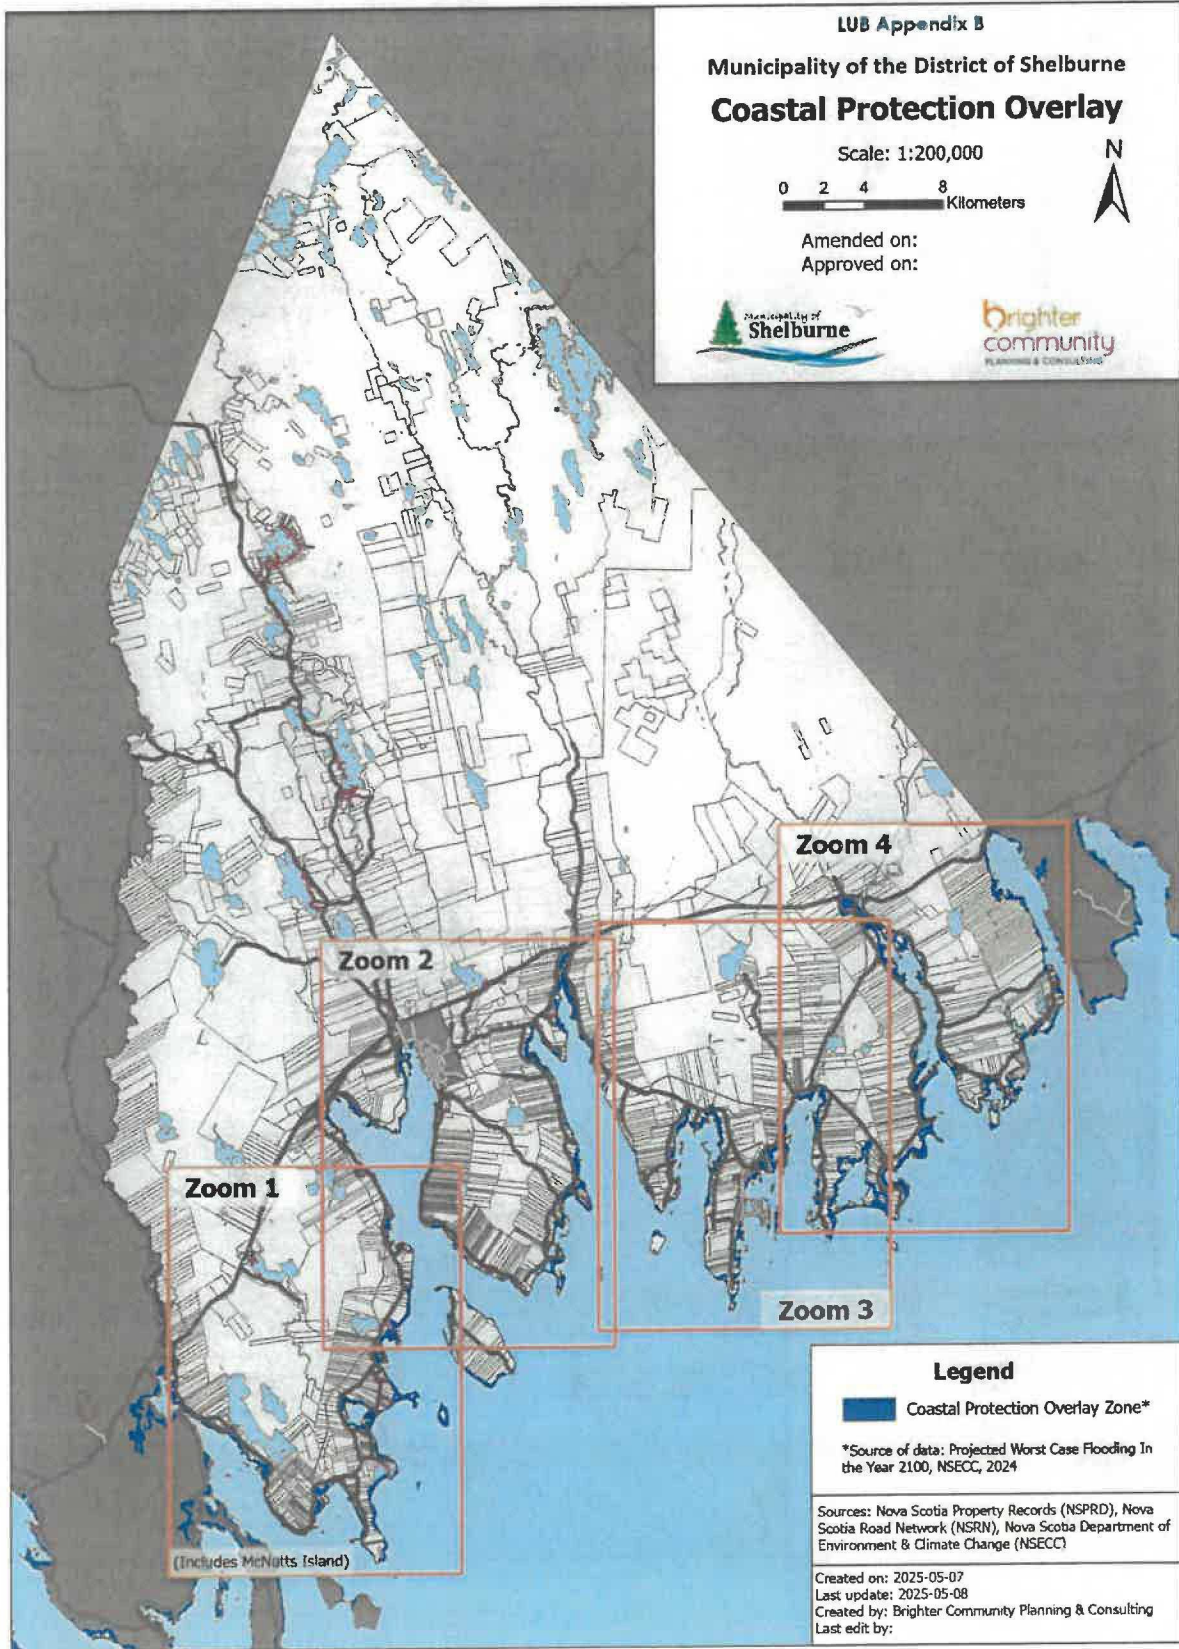 LUB Appendix B
Municipality of the District of Shelburne
Coastal Protection Overlay
Scale: 1:200,000
N
0 2 4 8
Kilometers
Amended on:
Approved on:
Municipality of
Shelburne
brighter
community
PLANNING & CONSULTING
Zoom 4
Zoom 2
Zoom 1
Zoom 3
(Includes McNutts Island)
Legend
Coastal Protection Overlay Zone*
*Source of data: Projected Worst Case Flooding In
the Year 2100, NSECC, 2024
Sources: Nova Scotia Property Records (NSPRD), Nova
Scotia Road Network (NSRN), Nova Scotia Department of
Environment & Climate Change (NSECC)
Created on: 2025-05-07
Last update: 2025-05-08
Created by: Brighter Community Planning & Consulting
Last edit by: